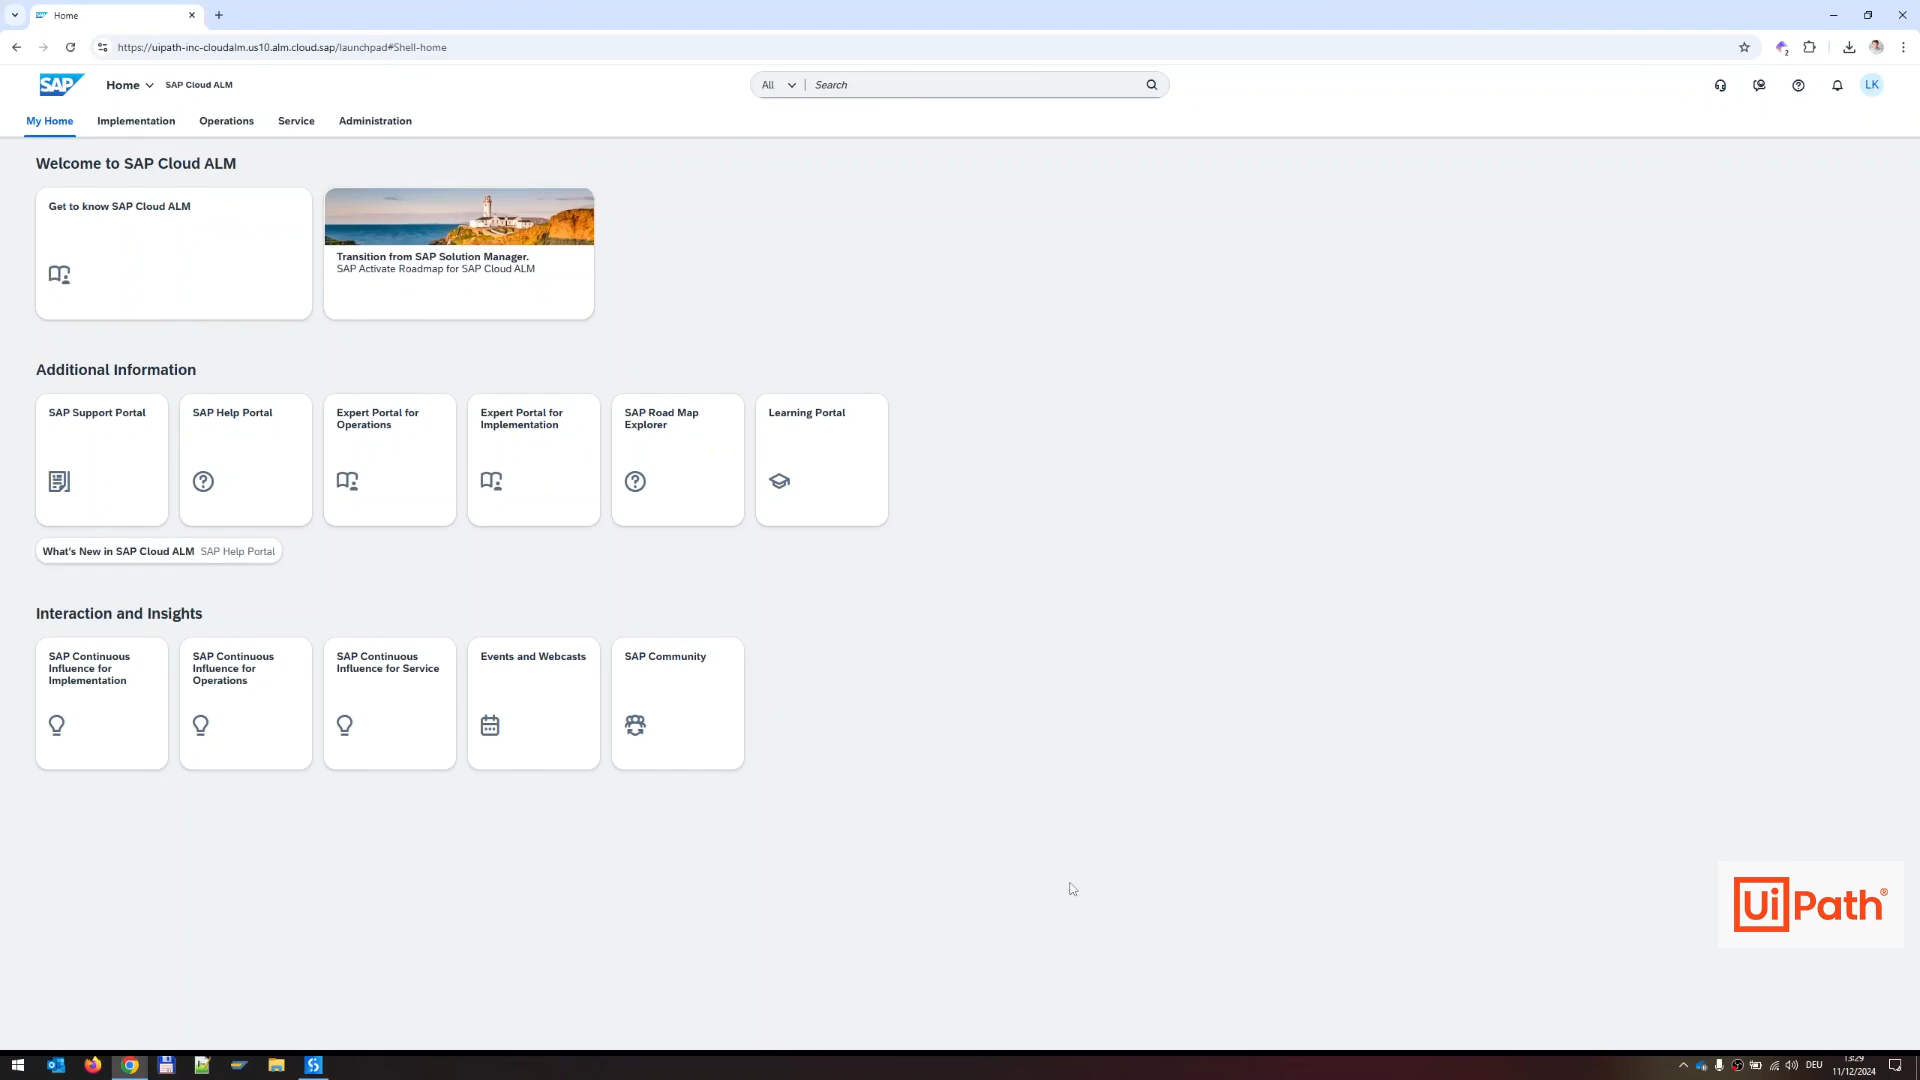 Home
https://uipath-inc-cloudalm.us10.alm.cloud.sap/launchpad#Shell-home
2
SAP Home SAP Cloud ALM
All Search
LK
My Home Implementation Operations Service Administration
Welcome to SAP Cloud ALM
Get to know SAP Cloud ALM
Transition from SAP Solution Manager.
SAP Activate Roadmap for SAP Cloud ALM
Additional Information
SAP Support Portal
SAP Help Portal
Expert Portal for
Operations
Expert Portal for
Implementation
SAP Road Map
Explorer
Learning Portal
What's New in SAP Cloud ALM SAP Help Portal
Interaction and Insights
SAP Continuous
Influence for
Implementation
SAP Continuous
Influence for
Operations
SAP Continuous
Influence for Service
Events and Webcasts
SAP Community
UiPath®
DEU
13:29
11/12/2024